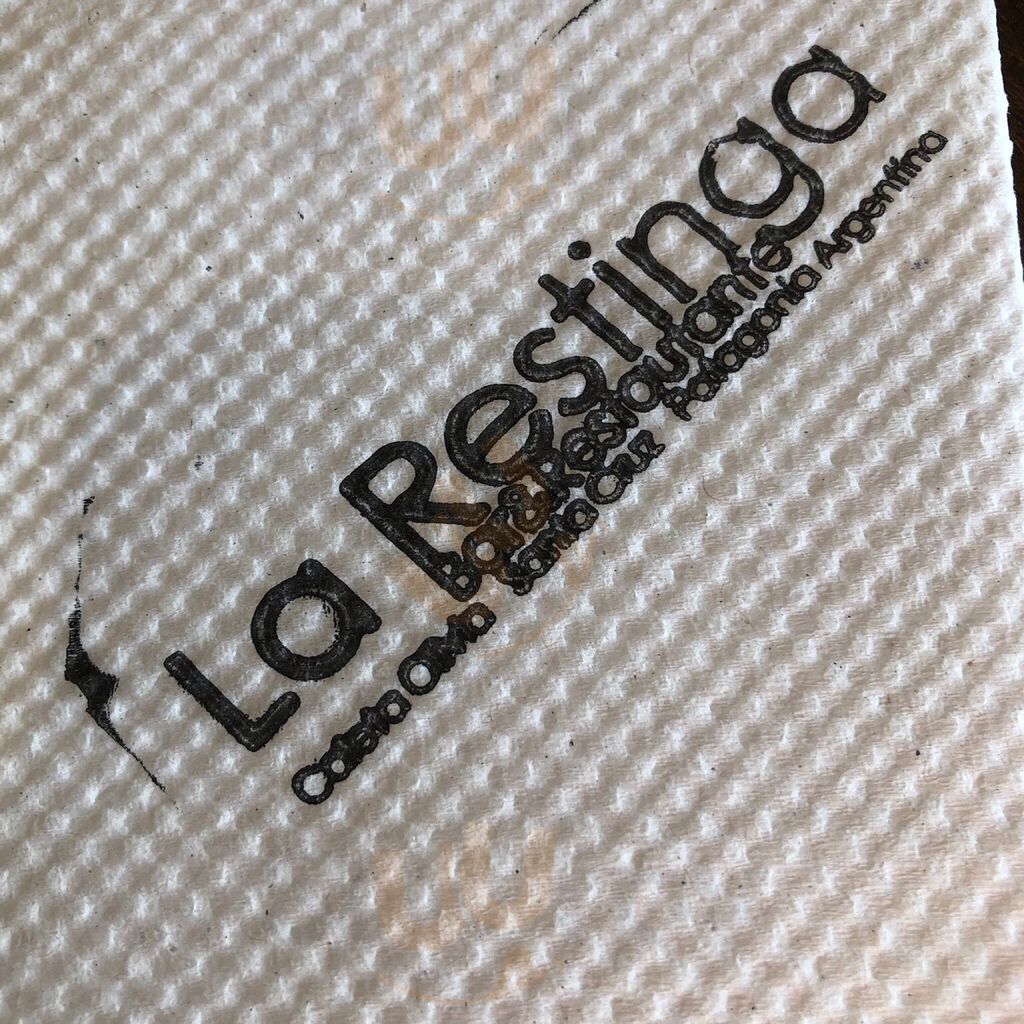 La Restinga
Bar & Restaurante
Caleta Olivia Santa Cruz Patagonia Argentina